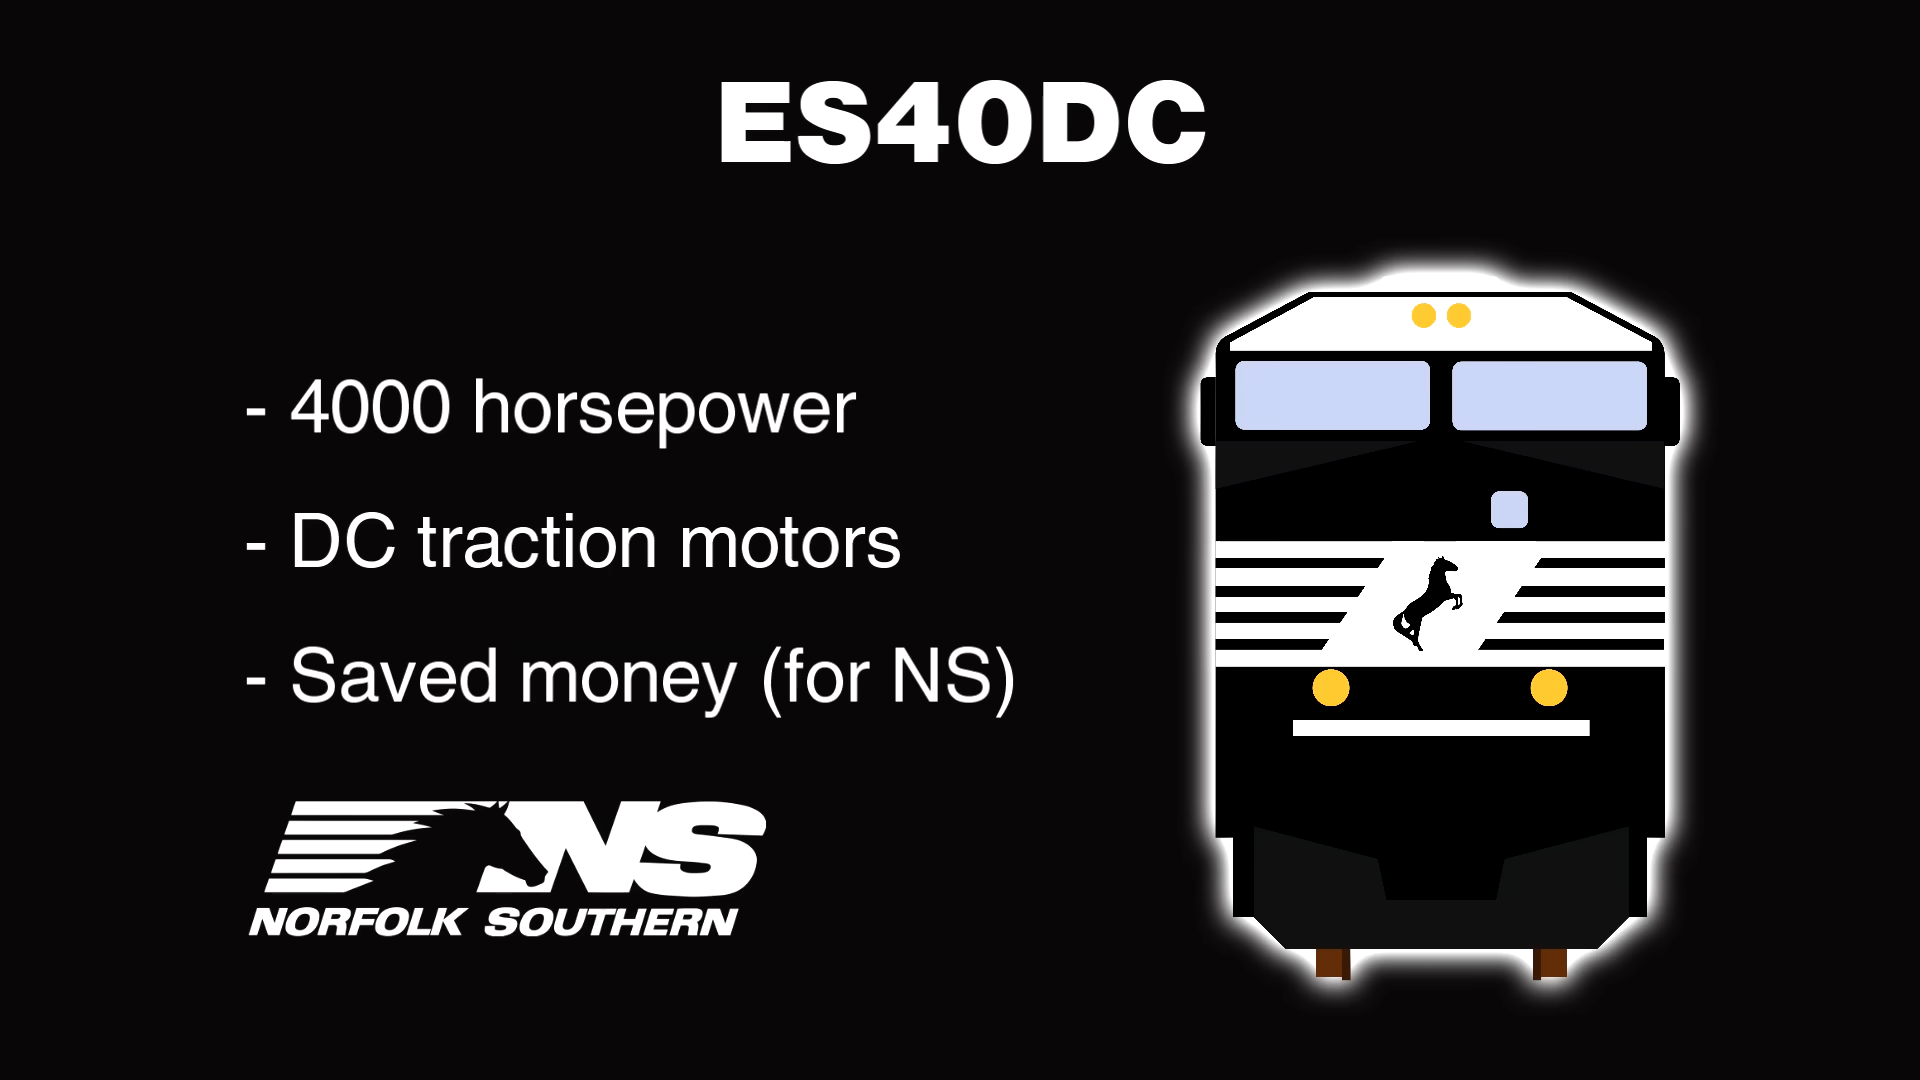 ES40DC
- 4000 horsepower
- DC traction motors
- Saved money (for NS)
NS
NORFOLK SOUTHERN